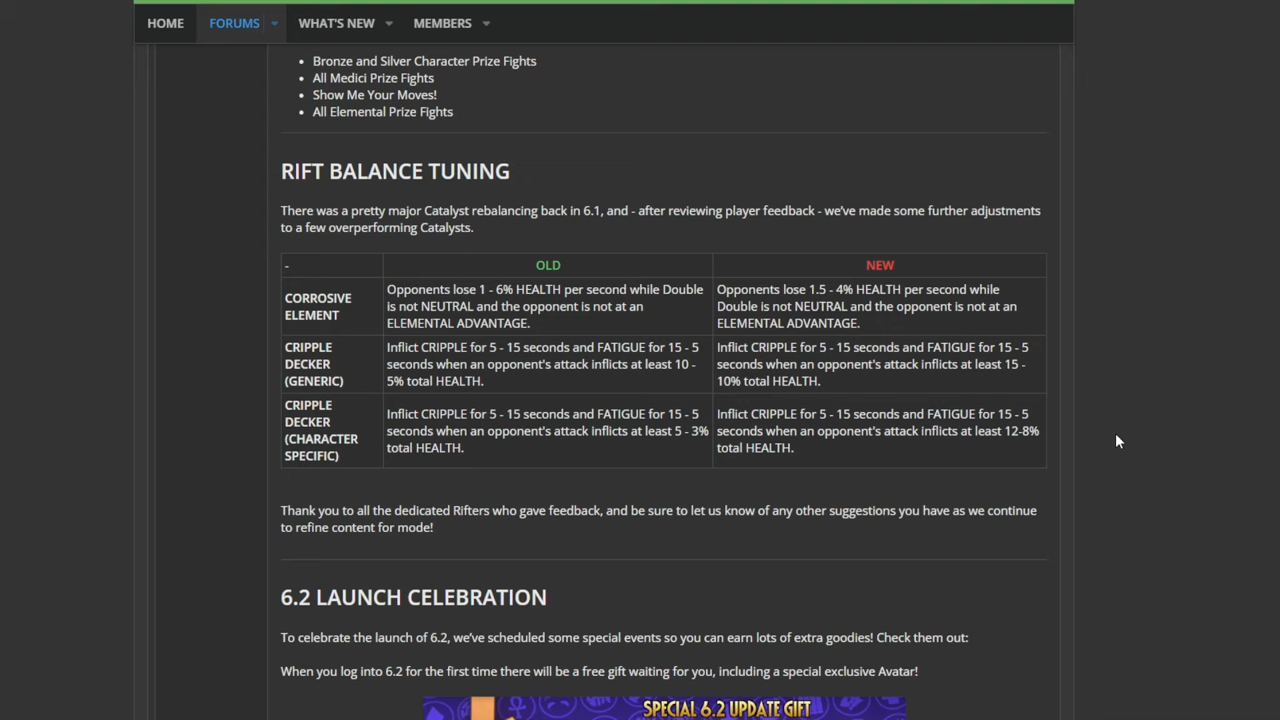 HOME FORUMS WHAT'S NEW MEMBERS
• Bronze and Silver Character Prize Fights
• All Medici Prize Fights
• Show Me Your Moves!
• All Elemental Prize Fights
RIFT BALANCE TUNING
There was a pretty major Catalyst rebalancing back in 6.1, and - after reviewing player feedback - we've made some further adjustments
to a few overperforming Catalysts.
- OLD NEW
CORROSIVE
ELEMENT
Opponents lose 1 - 6% HEALTH per second while Double
is not NEUTRAL and the opponent is not at an
ELEMENTAL ADVANTAGE.
Opponents lose 1.5 - 4% HEALTH per second while
Double is not NEUTRAL and the opponent is not at an
ELEMENTAL ADVANTAGE.
CRIPPLE
DECKER
(GENERIC)
Inflict CRIPPLE for 5 - 15 seconds and FATIGUE for 15 - 5
seconds when an opponent's attack inflicts at least 10 -
5% total HEALTH.
Inflict CRIPPLE for 5 - 15 seconds and FATIGUE for 15 - 5
seconds when an opponent's attack inflicts at least 15 -
10% total HEALTH.
CRIPPLE
DECKER
(CHARACTER
SPECIFIC)
Inflict CRIPPLE for 5 - 15 seconds and FATIGUE for 15 - 5
seconds when an opponent's attack inflicts at least 5 - 3%
total HEALTH.
Inflict CRIPPLE for 5 - 15 seconds and FATIGUE for 15 - 5
seconds when an opponent's attack inflicts at least 12-8%
total HEALTH.
Thank you to all the dedicated Rifters who gave feedback, and be sure to let us know of any other suggestions you have as we continue
to refine content for mode!
6.2 LAUNCH CELEBRATION
To celebrate the launch of 6.2, we've scheduled some special events so you can earn lots of extra goodies! Check them out:
When you log into 6.2 for the first time there will be a free gift waiting for you, including a special exclusive Avatar!
SPECIAL 6.2 UPDATE GIFT